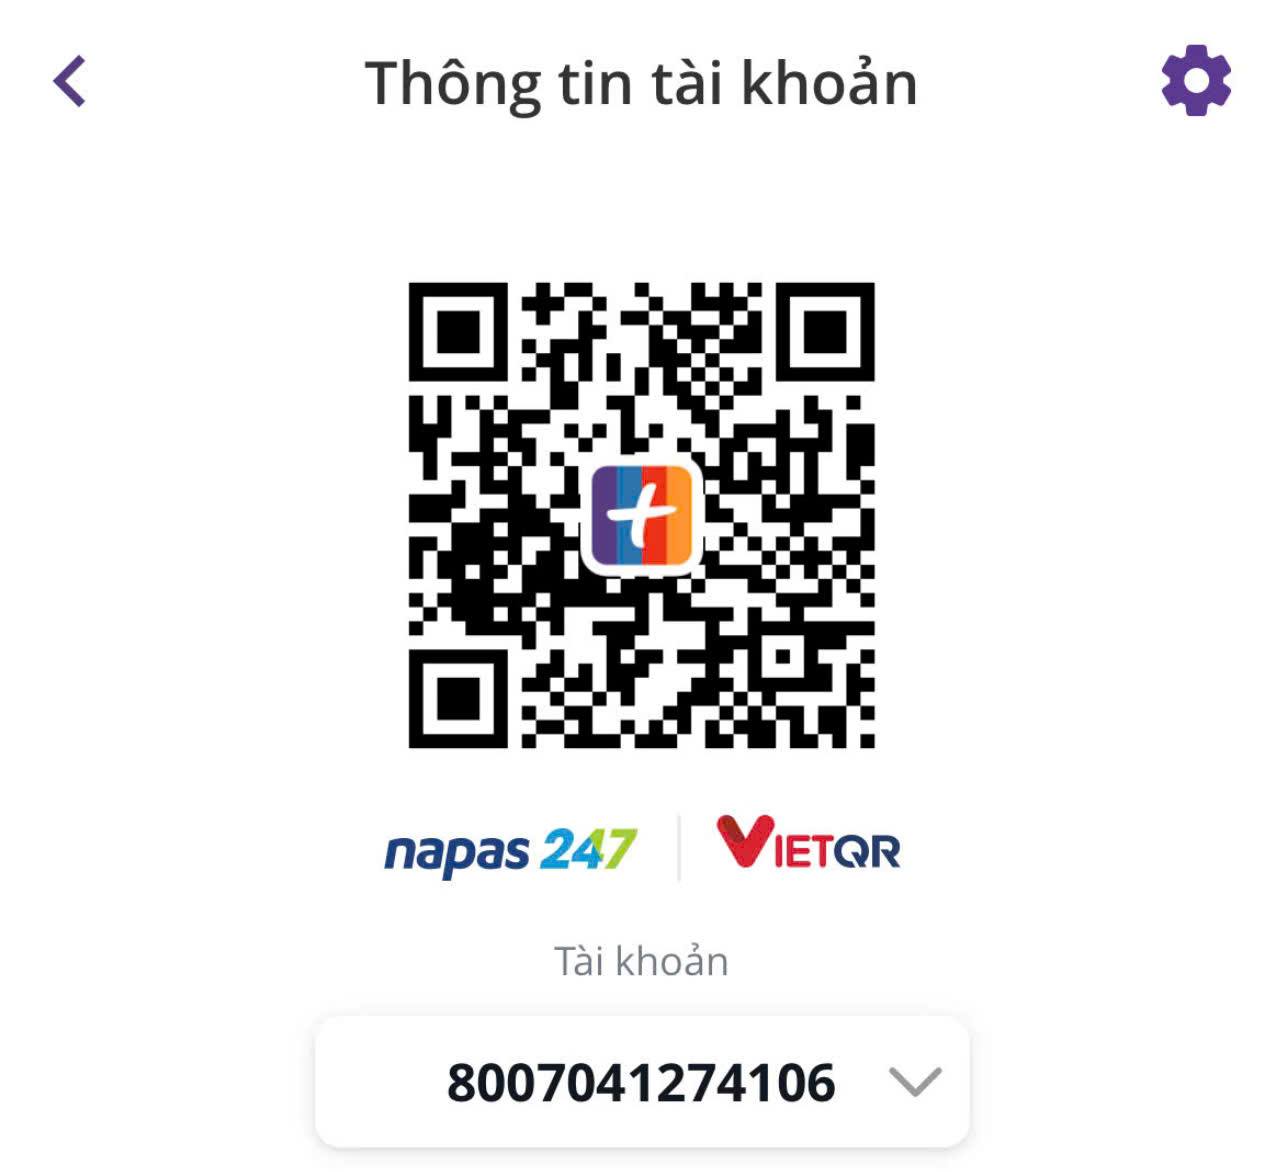 Thông tin tài khoản
napas 247
VIETQR
Tài khoản
8007041274106